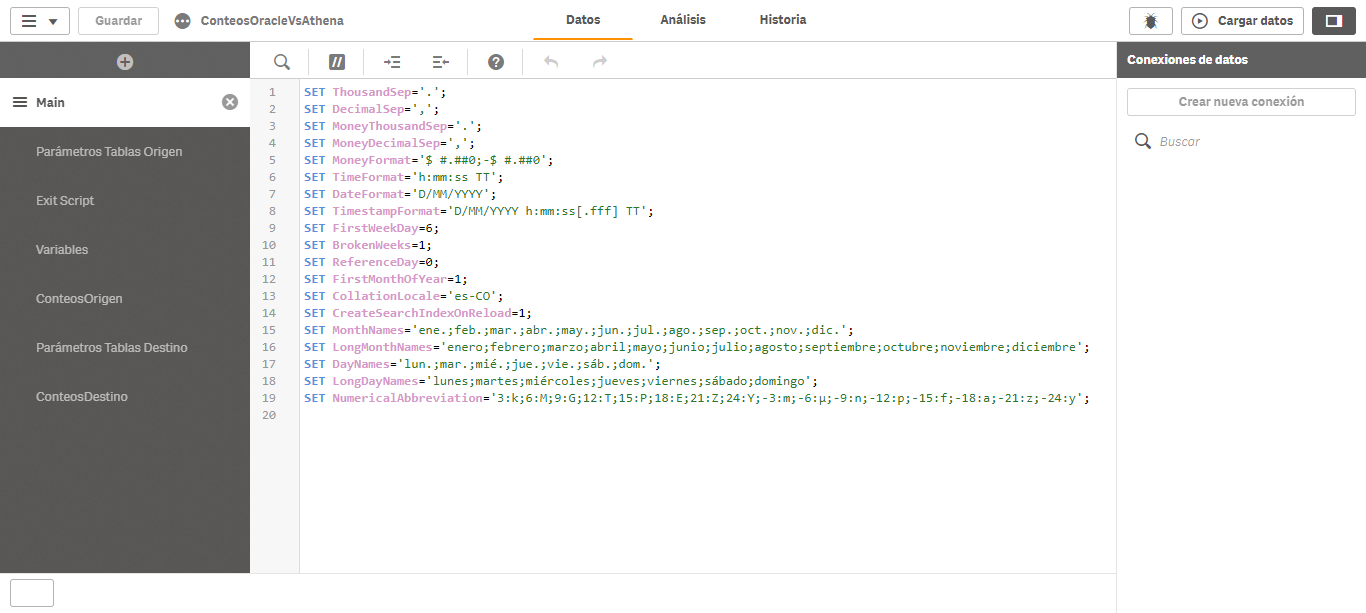 Guardar
ConteosOracleVsAthena
Datos
Análisis
Historia
Cargar datos
Main
Parámetros Tablas Origen
Exit Script
Variables
ConteosOrigen
Parámetros Tablas Destino
ConteosDestino
1 SET ThousandSep='.';
2 SET DecimalSep=',';
3 SET MoneyThousandSep='.';
4 SET MoneyDecimalSep=',';
5 SET MoneyFormat='$ #.##0;-$ #.##0';
6 SET TimeFormat='h:mm:ss TT';
7 SET DateFormat='D/MM/YYYY';
8 SET TimestampFormat='D/MM/YYYY h:mm:ss[.fff] TT';
9 SET FirstWeekDay=6;
10 SET BrokenWeeks=1;
11 SET ReferenceDay=0;
12 SET FirstMonthOfYear=1;
13 SET CollationLocale='es-CO';
14 SET CreateSearchIndexOnReload=1;
15 SET MonthNames='ene.;feb.;mar.;abr.;may.;jun.;jul.;ago.;sep.;oct.;nov.;dic.';
16 SET LongMonthNames='enero;febrero;marzo;abril;mayo;junio;julio;agosto;septiembre;octubre;noviembre;diciembre';
17 SET DayNames='lun.;mar.;mié.;jue.;vie.;sáb.;dom.';
18 SET LongDayNames='lunes;martes;miércoles;jueves;viernes;sábado;domingo';
19 SET NumericalAbbreviation='3:k;6:M;9:G;12:T;15:P;18:E;21:Z;24:Y;-3:m;-6:μ;-9:n;-12:p;-15:f;-18:a;-21:z;-24:y';
20
Conexiones de datos
Crear nueva conexión
Buscar